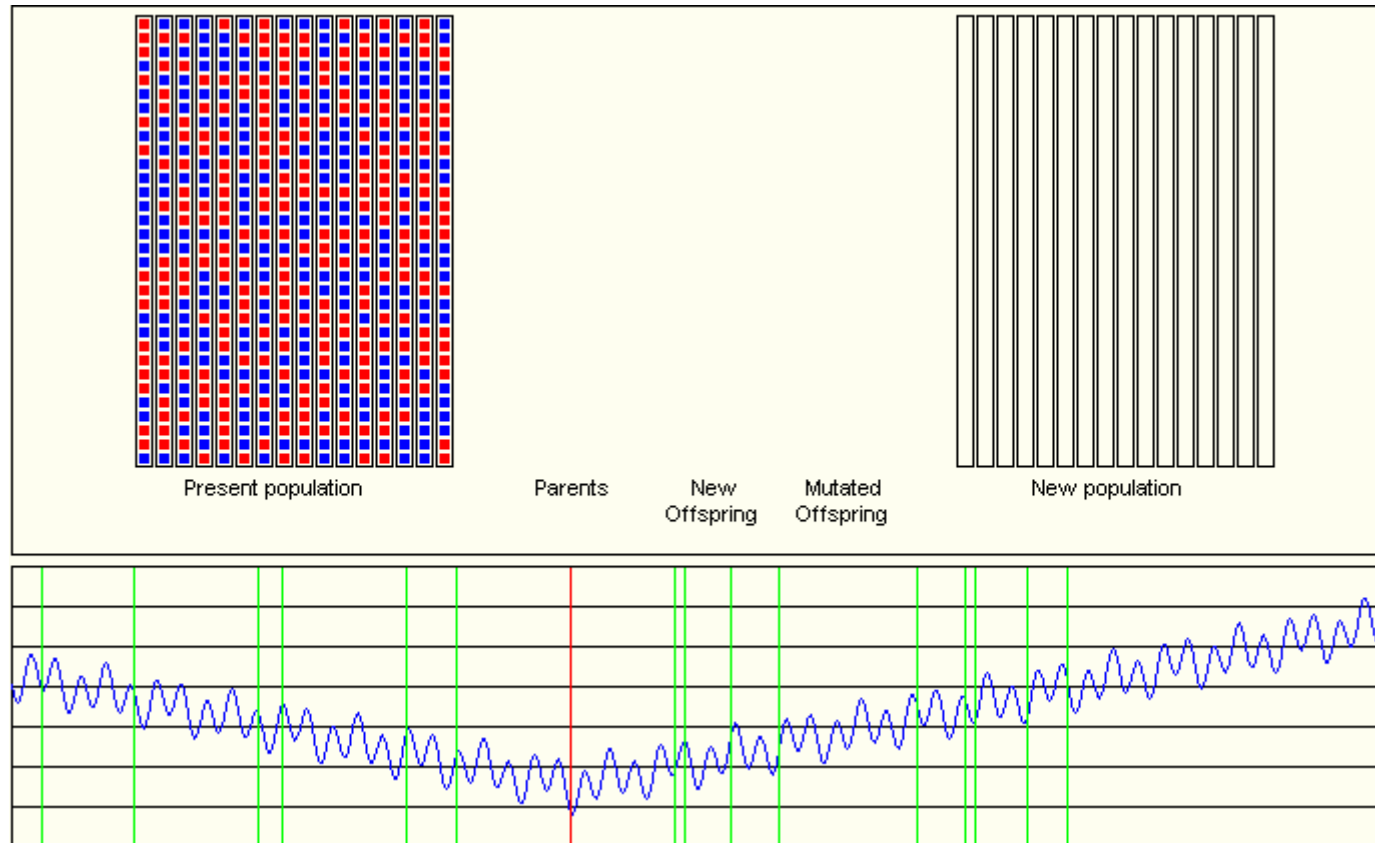 Present population
Parents
New
Offspring
Mutated
Offspring
New population